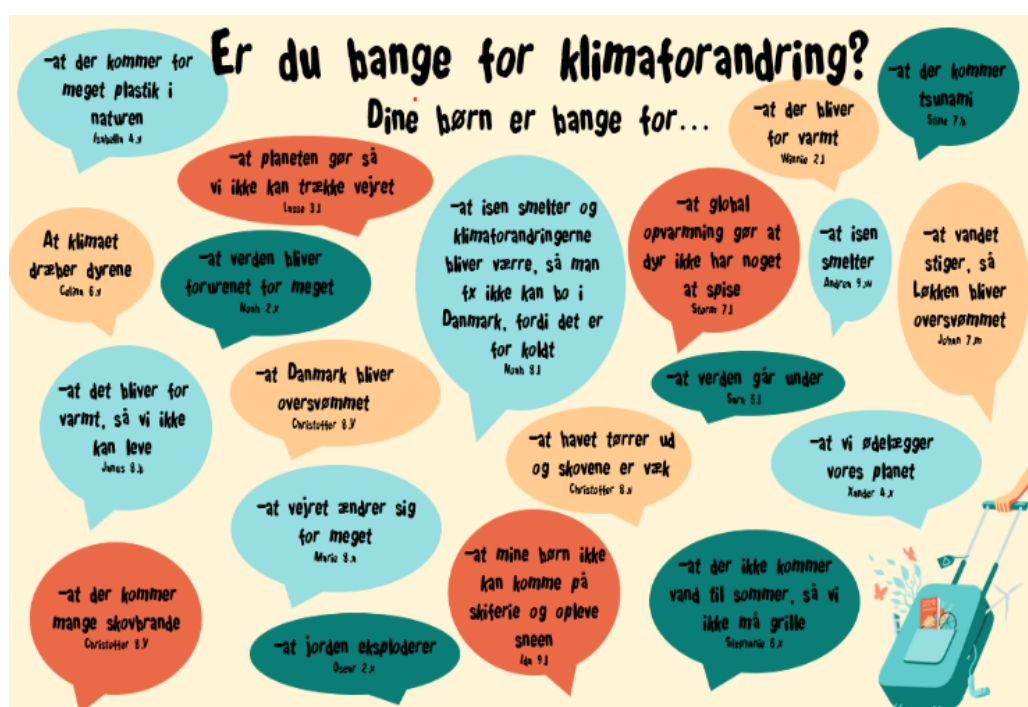 Er du bange for klimaforandring?
Dine børn er bange for...
-at der kommer for
meget plastik i
naturen
Isabella 4.x
-at der kommer
tsunami
Stine 7.b
-at der bliver
for varmt
Winnie 2.l
-at planeten gør så
vi ikke kan trække vejret
Lasse 3.l
-at isen smelter og
klimaforandringerne
bliver værre, så man
fx ikke kan bo i
Danmark, fordi det er
for koldt
Noah 8.l
-at global
opvarmning gør at
dyr ikke har noget
at spise
Storm 7.l
-at isen
smelter
Andrea 9.w
-at vandet
stiger, så
Løkken bliver
oversvømmet
Johan 7.m
At klimaet
dræber dyrene
Celina 6.y
-at verden bliver
forurenet for meget
Noah 2.x
-at det bliver for
varmt, så vi ikke
kan leve
Janus 8.b
-at Danmark bliver
oversvømmet
Christoffer 8.y
-at verden går under
Sara 5.l
-at havet tørrer ud
og skovene er væk
Christoffer 8.x
-at vi ødelægger
vores planet
Xander 4.x
-at vejret ændrer sig
for meget
Marie 8.a
-at der kommer
mange skovbrande
Christoffer 8.y
-at mine børn ikke
kan komme på
skiferie og opleve
sneen
Ida 9.l
-at der ikke kommer
vand til sommer, så vi
ikke må grille
Stephanie 6.x
-at jorden eksploderer
Oscar 2.x